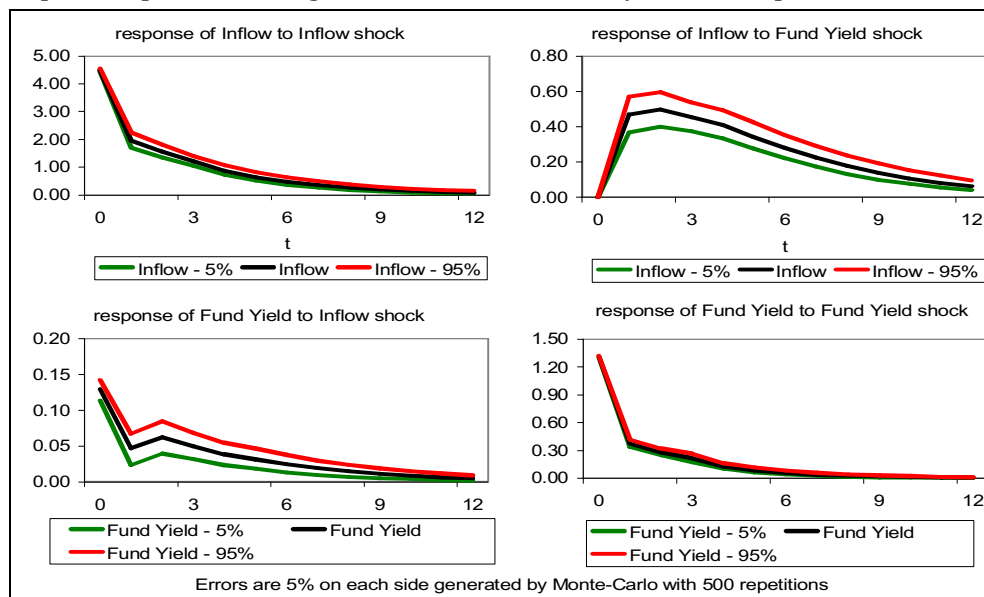 response of Inflow to Inflow shock
5.00
4.00
3.00
2.00
1.00
0.00
0 3 6 9 12
t
Inflow - 5% Inflow Inflow - 95%
response of Inflow to Fund Yield shock
0.80
0.60
0.40
0.20
0.00
0 3 6 9 12
t
Inflow - 5% Inflow Inflow - 95%
response of Fund Yield to Inflow shock
0.20
0.15
0.10
0.05
0.00
0 3 6 9 12
Fund Yield - 5% Fund Yield
Fund Yield - 95%
response of Fund Yield to Fund Yield shock
1.50
1.20
0.90
0.60
0.30
0.00
0 3 6 9 12
Fund Yield - 5% Fund Yield
Fund Yield - 95%
Errors are 5% on each side generated by Monte-Carlo with 500 repetitions